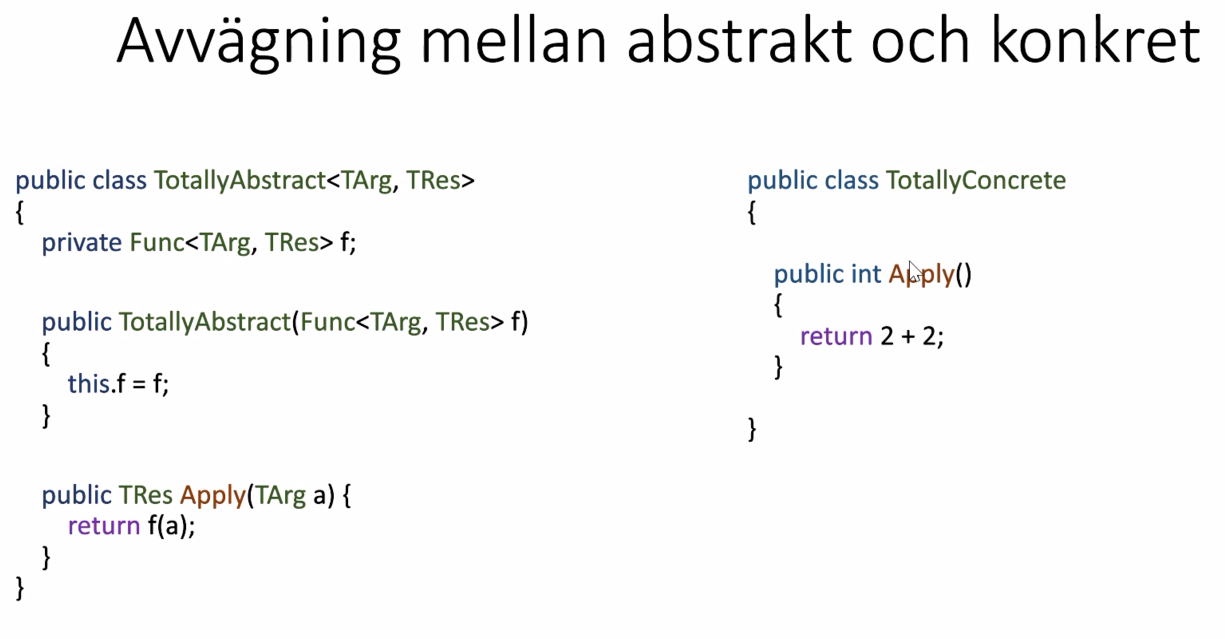 Avvägning mellan abstrakt och konkret
public class TotallyAbstract<TArg, TRes>
{
private Func<TArg, TRes> f;
public TotallyAbstract(Func<TArg, TRes> f)
{
this.f = f;
}
public TRes Apply(TArg a) {
return f(a);
}
}
public class TotallyConcrete
{
public int Apply()
{
return 2 + 2;
}
}